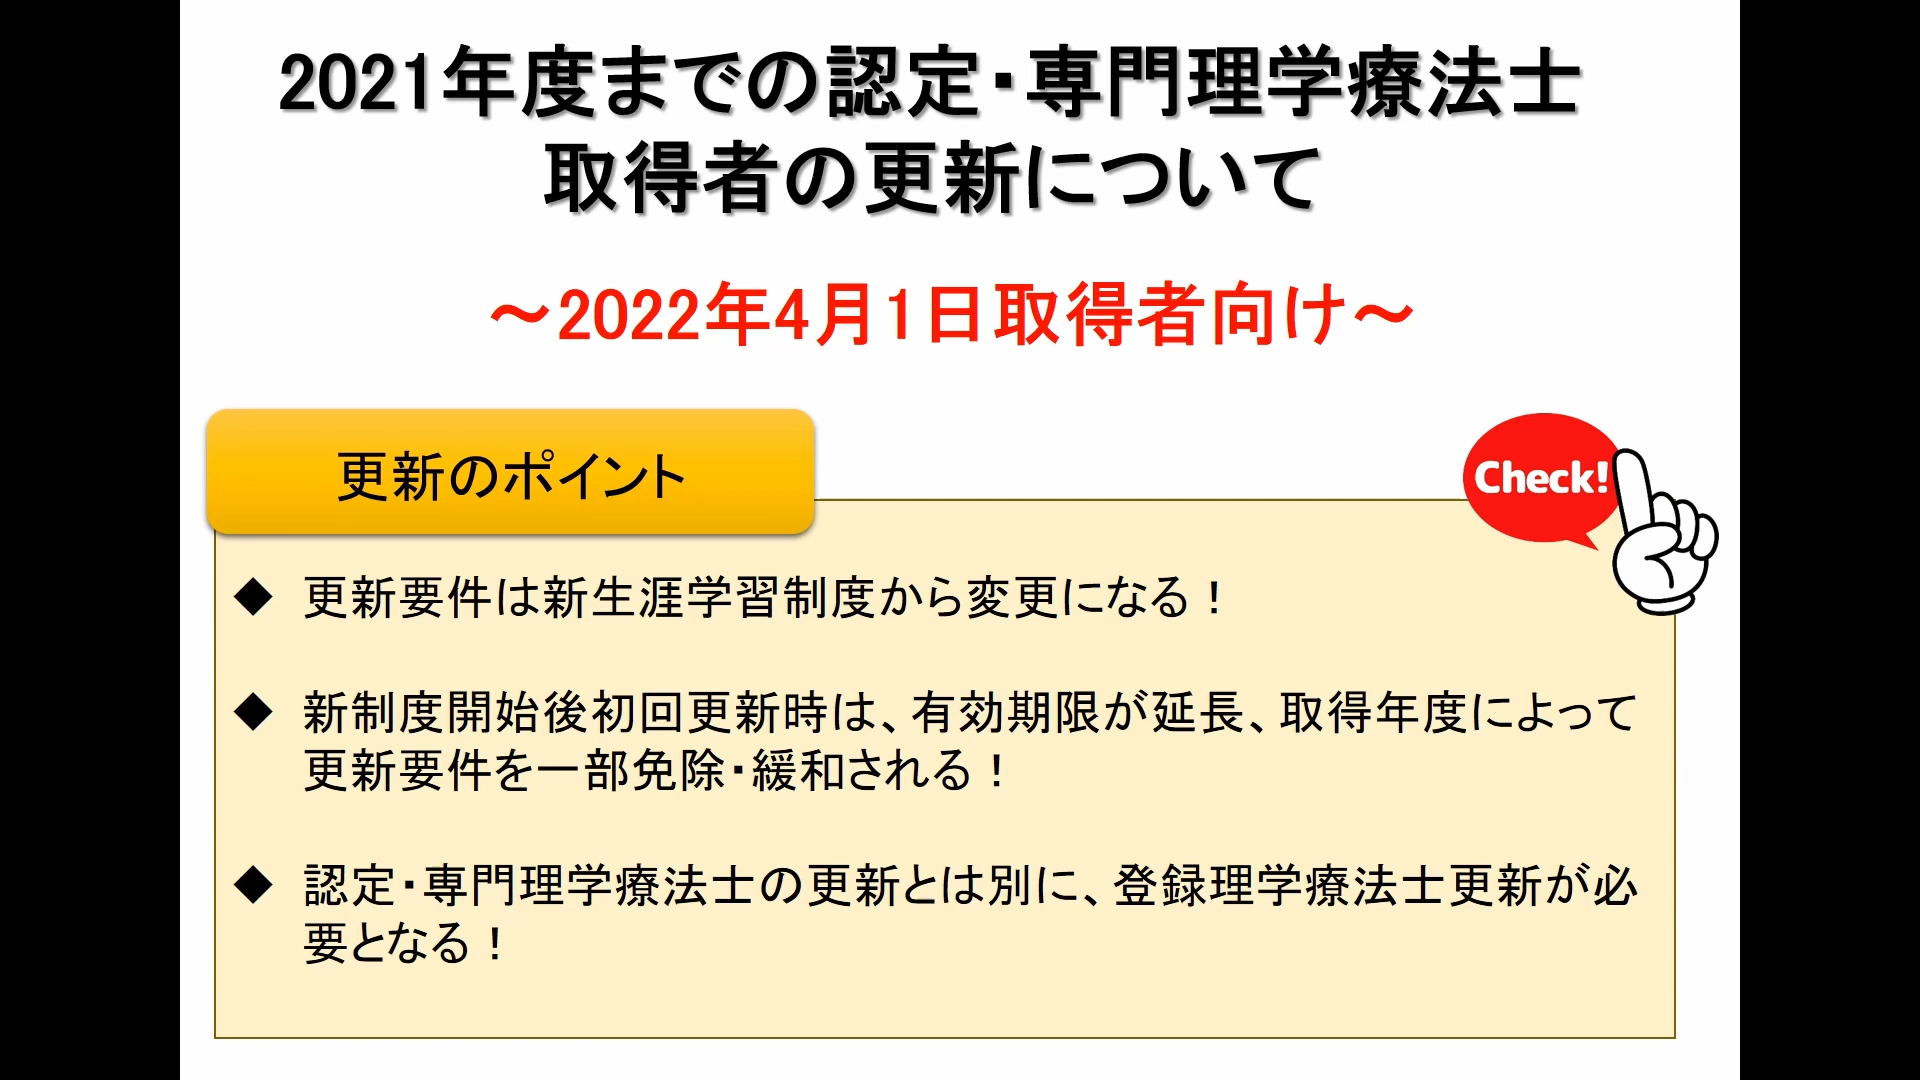 2021年度までの認定・専門理学療法士
取得者の更新について
～2022年4月1日取得者向け～
更新のポイント
Check!
◆ 更新要件は新生涯学習制度から変更になる！
◆ 新制度開始後初回更新時は、有効期限が延長、取得年度によって
更新要件を一部免除・緩和される！
◆ 認定・専門理学療法士の更新とは別に、登録理学療法士更新が必
要となる！